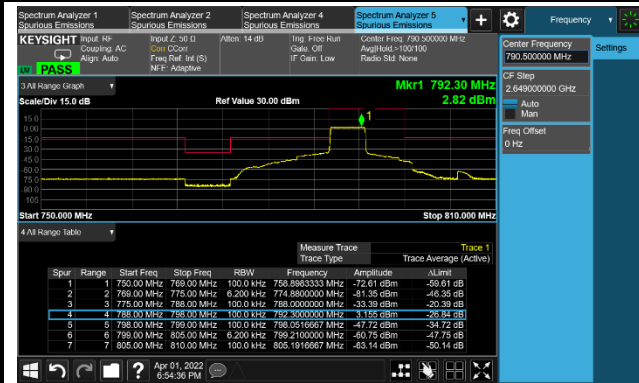 Spectrum Analyzer 1
Spurious Emissions
Spectrum Analyzer 2
Spurious Emissions
Spectrum Analyzer 4
Spurious Emissions
Spectrum Analyzer 5
Spurious Emissions
Frequency
KEYSIGHT
Input: RF
Coupling: AC
Align: Auto
Input Z: 50 Ω
Corr CCorr
Freq Ref: Int (S)
NFE: Adaptive
Atten: 14 dB
Trig: Free Run
Gate: Off
IF Gain: Low
Center Freq: 790.500000 MHz
Avg|Hold:>100/100
Radio Std: None
PASS
Center Frequency
790.500000 MHz
Settings
CF Step
2.649000000 GHz
Auto
Man
Freq Offset
0 Hz
3 All Range Graph
Mkr1 792.30 MHz
Scale/Div 15.0 dB
Ref Value 30.00 dBm
2.82 dBm
1
15.0
0.00
-15.0
-30.0
-45.0
-60.0
-75.0
-90.0
-105
Start 750.000 MHz
Stop 810.000 MHz
4 All Range Table
Measure Trace Trace 1
Trace Type Trace Average (Active)
Spur Range Start Freq Stop Freq RBW Frequency Amplitude ΔLimit
1 1 750.00 MHz 769.00 MHz 100.0 kHz 758.8983333 MHz -72.61 dBm -59.61 dB
2 2 769.00 MHz 775.00 MHz 6.200 kHz 774.8800000 MHz -81.35 dBm -46.35 dB
3 3 775.00 MHz 788.00 MHz 100.0 kHz 788.0000000 MHz -33.39 dBm -20.39 dB
4 4 788.00 MHz 798.00 MHz 100.0 kHz 792.3000000 MHz 3.155 dBm -26.84 dB
5 5 798.00 MHz 799.00 MHz 100.0 kHz 798.0516667 MHz -47.72 dBm -34.72 dB
6 6 799.00 MHz 805.00 MHz 6.200 kHz 799.2100000 MHz -60.75 dBm -47.75 dB
7 7 805.00 MHz 810.00 MHz 100.0 kHz 805.1916667 MHz -63.14 dBm -50.14 dB
Apr 01, 2022
6:54:36 PM